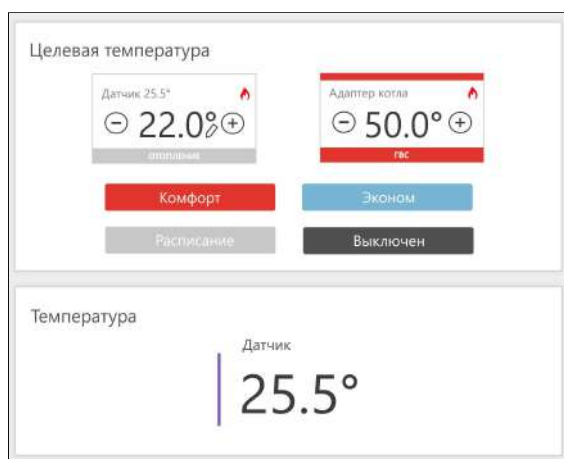 Целевая температура
Датчик 25.5°
22.0°
отопление
Адаптер котла
50.0°
ГВС
Комфорт
Эконом
Расписание
Выключен
Температура
Датчик
25.5°